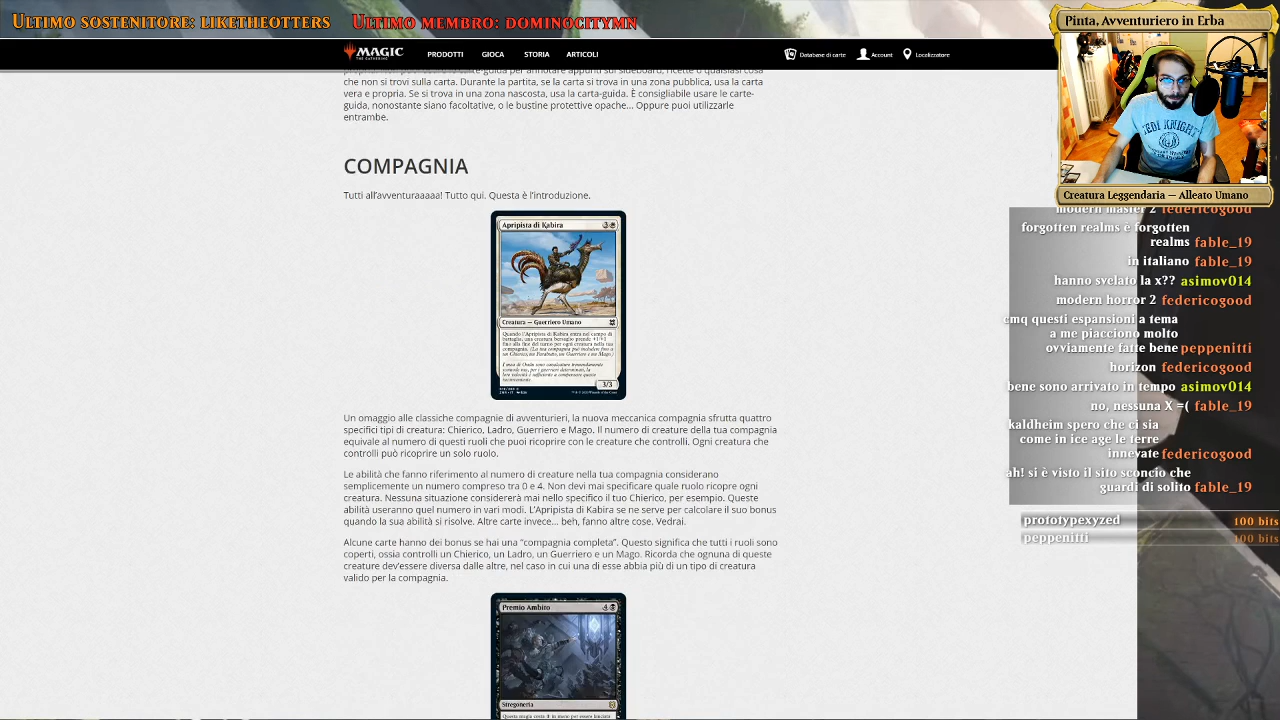 ULTIMO SOSTENITORE: LIKETHEOTTERS ULTIMO MEMBRO: DOMINOCITYMN
Pinta, Avventuriero in Erba
MAGIC
THE GATHERING
PRODOTTI GIOCA STORIA ARTICOLI
Database di carte Account Localizzatore
che non si trovi sulla carta. Durante la partita, se la carta si trova in una zona pubblica, usa la carta
vera e propria. Se si trova in una zona nascosta, usa la carta-guida. È consigliabile usare le carte-
guida, nonostante siano facoltative, o le bustine protettive opache... Oppure puoi utilizzarle
entrambe.
COMPAGNIA
Tutti all'avventuraaaaa! Tutto qui. Questa è l'introduzione.
Apripista di Kabira
Creatura — Guerriero Umano
3/3
Un omaggio alle classiche compagnie di avventurieri, la nuova meccanica compagnia sfrutta quattro
specifici tipi di creatura: Chierico, Ladro, Guerriero e Mago. Il numero di creature della tua compagnia
equivale al numero di questi ruoli che puoi ricoprire con le creature che controlli. Ogni creatura che
controlli può ricoprire un solo ruolo.
Le abilità che fanno riferimento al numero di creature nella tua compagnia considerano
semplicemente un numero compreso tra 0 e 4. Non devi mai specificare quale ruolo ricopre ogni
creatura. Nessuna situazione considererà mai nello specifico il tuo Chierico, per esempio. Queste
abilità useranno quel numero in vari modi. L'Apripista di Kabira se ne serve per calcolare il suo bonus
quando la sua abilità si risolve. Altre carte invece... beh, fanno altre cose. Vedrai.
Alcune carte hanno dei bonus se hai una "compagnia completa". Questo significa che tutti i ruoli sono
coperti, ossia controlli un Chierico, un Ladro, un Guerriero e un Mago. Ricorda che ognuna di queste
creature dev'essere diversa dalle altre, nel caso in cui una di esse abbia più di un tipo di creatura
valido per la compagnia.
Premio Ambito
Stregoneria
JEDI KNIGHT
Creatura Leggendaria — Alleato Umano
modern master 2 federicogood
forgotten realms è forgotten
realms fable_19
in italiano fable_19
hanno svelato la x?? asimov014
modern horror 2 federicogood
cmq questi espansioni a tema
a me piacciono molto
ovviamente fatte bene peppenitti
horizon federicogood
bene sono arrivato in tempo asimov014
no, nessuna X =( fable_19
kaldheim spero che ci sia
come in ice age le terre
innevate federicogood
ah! si è visto il sito sconcio che
guardi di solito fable_19
prototypexyzed 100 bits
peppenitti 100 bits